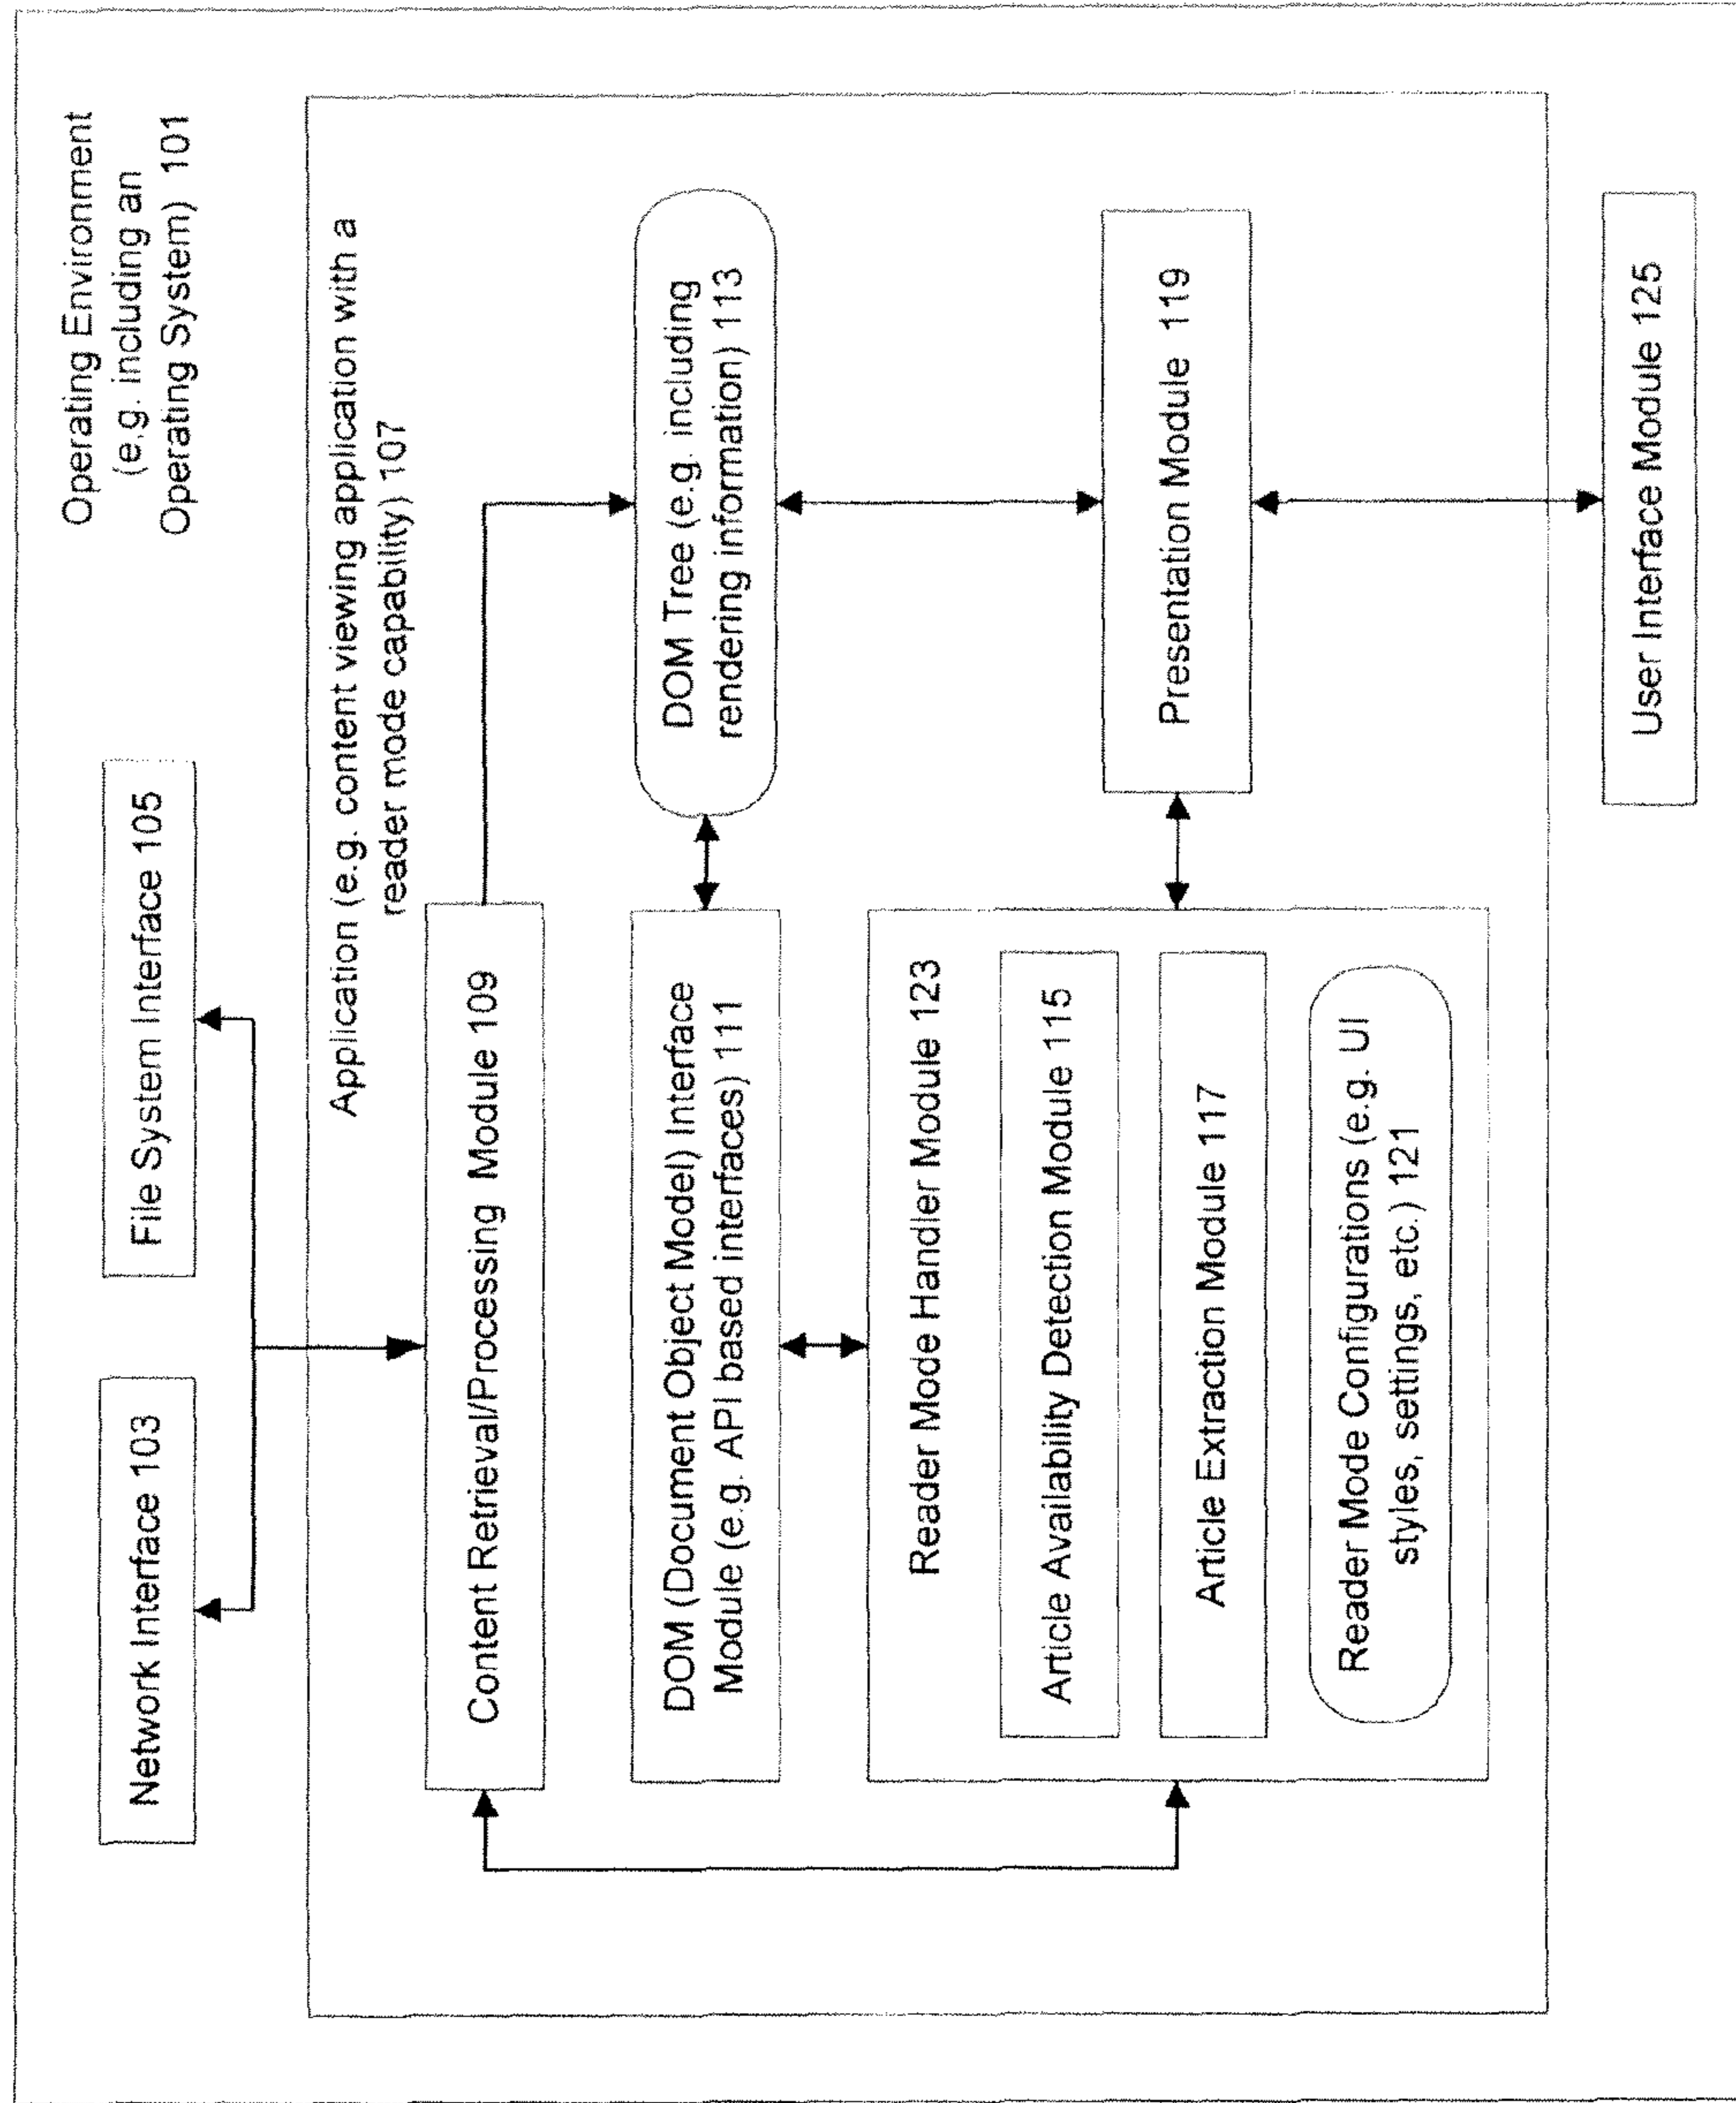 Operating Environment
(e.g. including an
Operating System) 101
Network Interface 103
File System Interface 105
Application (e.g. content viewing application with a
reader mode capability) 107
Content Retrieval/Processing Module 109
DOM (Document Object Model) Interface
Module (e.g. API based interfaces) 111
DOM Tree (e.g. including
rendering information) 113
Reader Mode Handler Module 123
Article Availability Detection Module 115
Article Extraction Module 117
Reader Mode Configurations (e.g. UI
styles, settings, etc.) 121
Presentation Module 119
User Interface Module 125